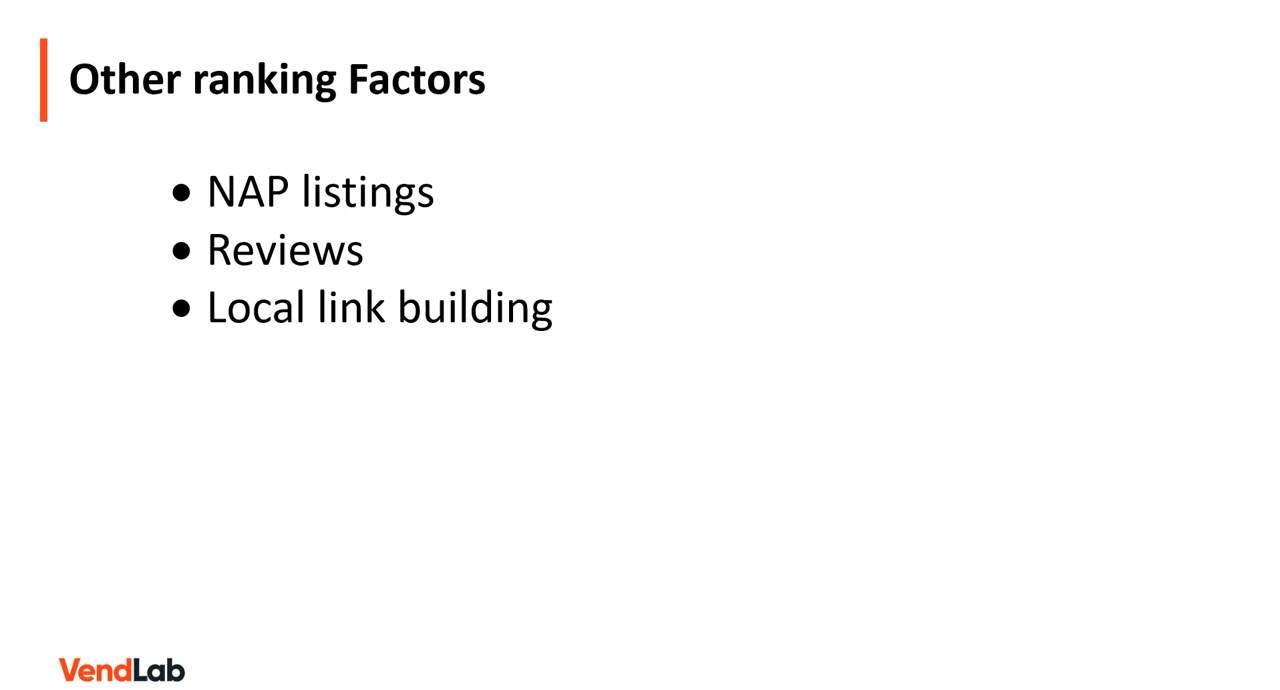 Other ranking Factors
• NAP listings
• Reviews
• Local link building
VendLab